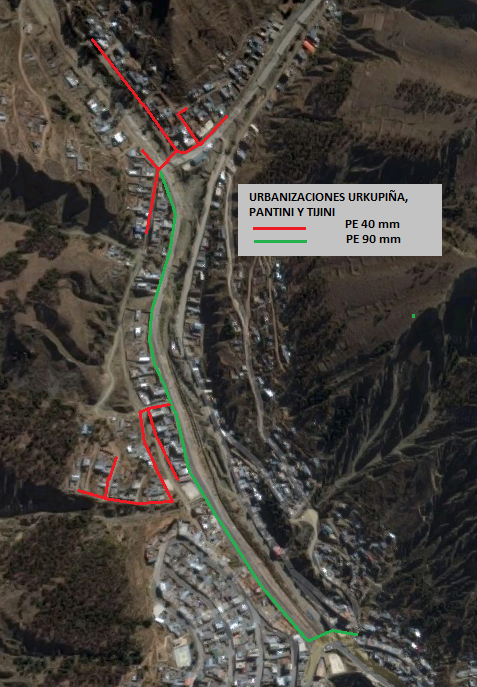 URBANIZACIONES URKUPIÑA,
PANTINI Y TIJINI
PE 40 mm
PE 90 mm